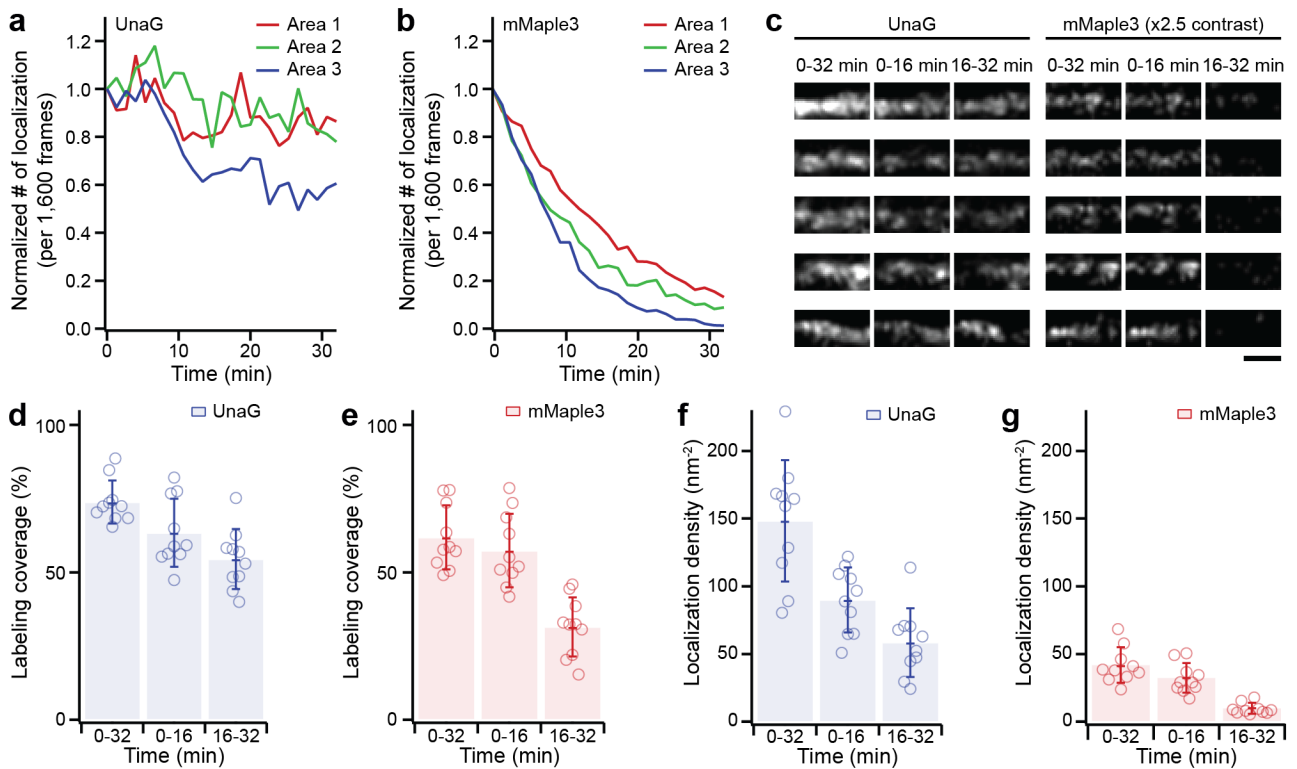 a
UnaG
Area 1
Area 2
Area 3
1.2
1.0
0.8
0.6
0.4
0.2
0.0
Normalized # of localization
(per 1,600 frames)
0
10
20
30
Time (min)
b
mMaple3
Area 1
Area 2
Area 3
1.2
1.0
0.8
0.6
0.4
0.2
0.0
Normalized # of localization
(per 1,600 frames)
0
10
20
30
Time (min)
c
UnaG
mMaple3 (x2.5 contrast)
0-32 min 0-16 min 16-32 min
0-32 min 0-16 min 16-32 min
d
UnaG
100
50
0
Labeling coverage (%)
0-32 0-16 16-32
Time (min)
e
mMaple3
100
50
0
Labeling coverage (%)
0-32 0-16 16-32
Time (min)
f
UnaG
200
150
100
50
0
Localization density (nm⁻²)
0-32 0-16 16-32
Time (min)
g
mMaple3
200
150
100
50
0
Localization density (nm⁻²)
0-32 0-16 16-32
Time (min)